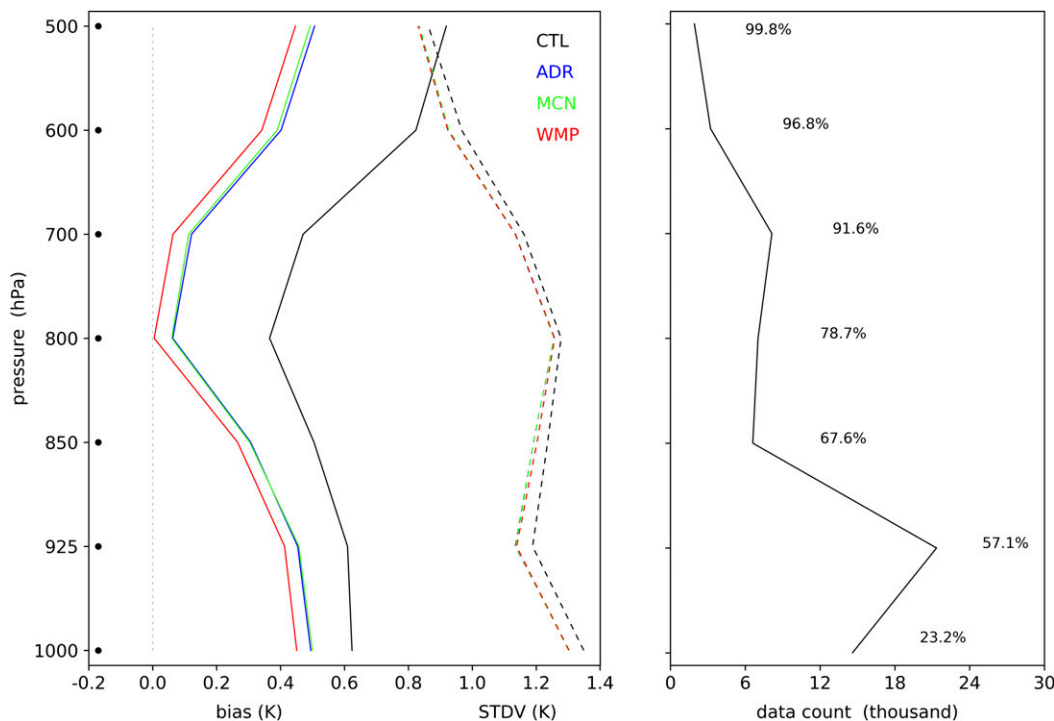 500
600
700
800
850
925
1000
pressure (hPa)
-0.2 0.0 0.2 0.4 0.6 0.8 1.0 1.2 1.4
bias (K) STDV (K)
CTL
ADR
MCN
WMP
99.8%
96.8%
91.6%
78.7%
67.6%
57.1%
23.2%
0 6 12 18 24 30
data count (thousand)